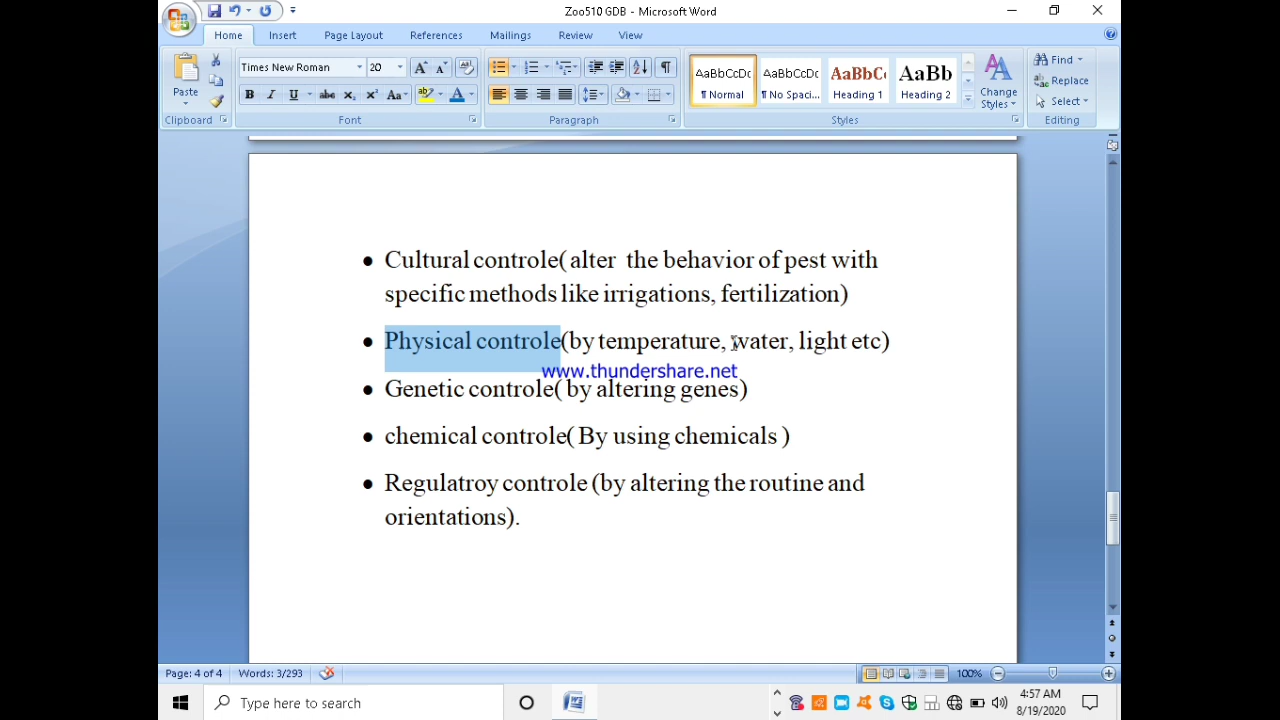 Zoo510 GDB - Microsoft Word
Home Insert Page Layout References Mailings Review View
Paste
Clipboard
Times New Roman 20
B I U abc x₂ x² Aa
Font
Paragraph
AaBbCcDc AaBbCcDc AaBbC AaBb
¶ Normal ¶ No Spaci... Heading 1 Heading 2
Change Styles
Styles
Find
Replace
Select
Editing
• Cultural controle( alter the behavior of pest with
specific methods like irrigations, fertilization)
• Physical controle(by temperature, water, light etc)
www.thundershare.net
• Genetic controle( by altering genes)
• chemical controle( By using chemicals )
• Regulatroy controle (by altering the routine and
orientations).
Page: 4 of 4 Words: 3/293 100%
Type here to search
4:57 AM
8/19/2020